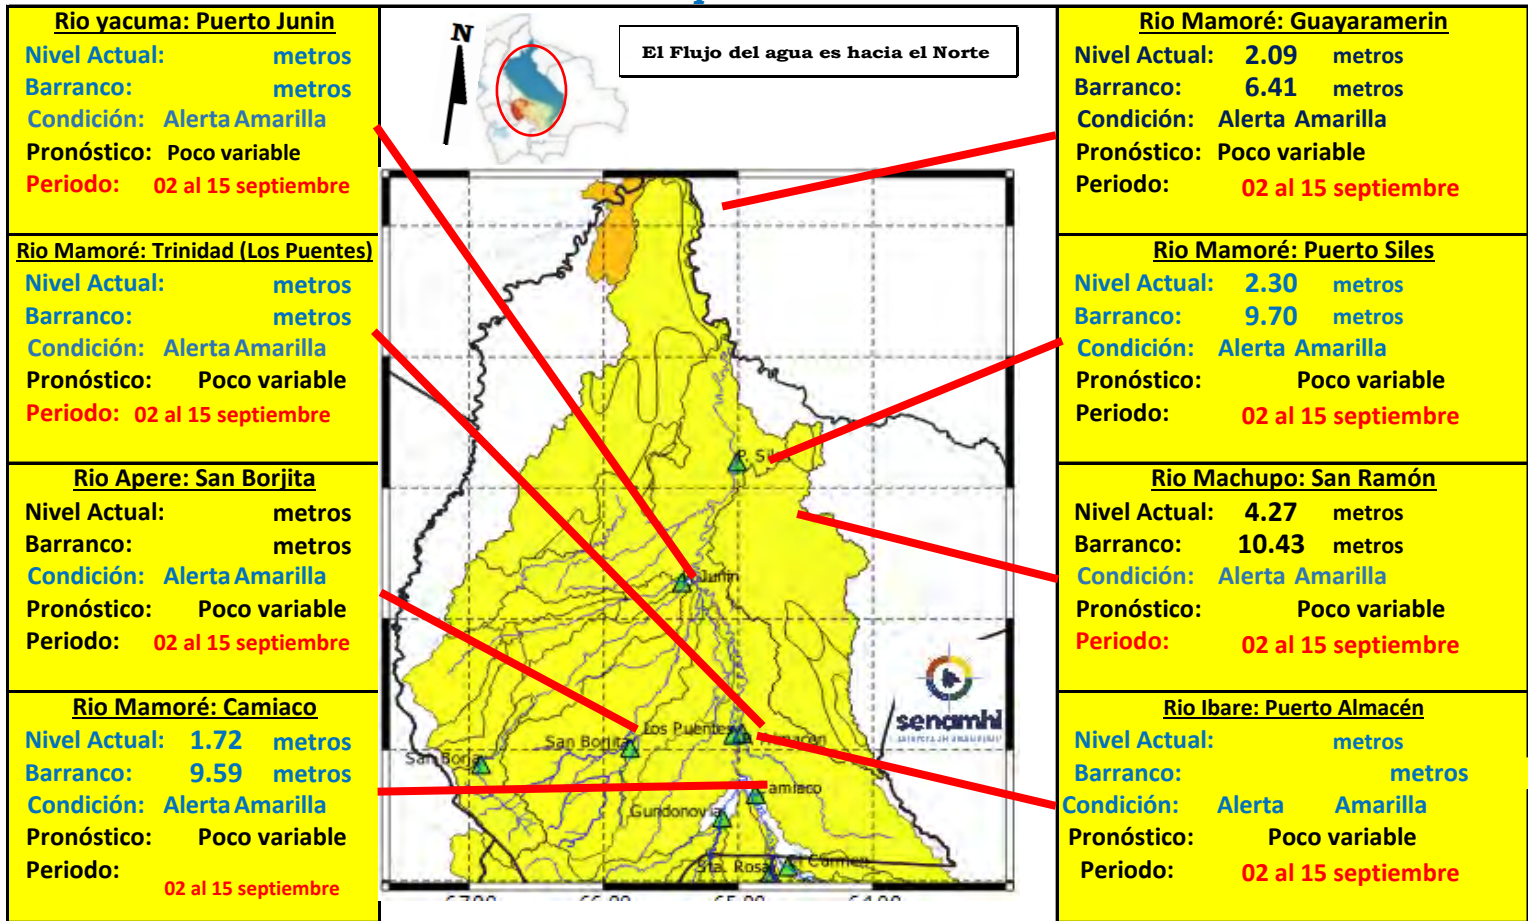 Rio yacuma: Puerto Junin
Nivel Actual: metros
Barranco: metros
Condición: Alerta Amarilla
Pronóstico: Poco variable
Periodo: 02 al 15 septiembre
Rio Mamoré: Trinidad (Los Puentes)
Nivel Actual: metros
Barranco: metros
Condición: Alerta Amarilla
Pronóstico: Poco variable
Periodo: 02 al 15 septiembre
Rio Apere: San Borjita
Nivel Actual: metros
Barranco: metros
Condición: Alerta Amarilla
Pronóstico: Poco variable
Periodo: 02 al 15 septiembre
Rio Mamoré: Camiaco
Nivel Actual: 1.72 metros
Barranco: 9.59 metros
Condición: Alerta Amarilla
Pronóstico: Poco variable
Periodo:
02 al 15 septiembre
N
El Flujo del agua es hacia el Norte
P. Siles
Junin
Los Puentes
San Borjita
P. Almacén
San Borja
Camiaco
Gundonovia
Sta. Rosa
El Carmen
senamhi
Rio Mamoré: Guayaramerin
Nivel Actual: 2.09 metros
Barranco: 6.41 metros
Condición: Alerta Amarilla
Pronóstico: Poco variable
Periodo: 02 al 15 septiembre
Rio Mamoré: Puerto Siles
Nivel Actual: 2.30 metros
Barranco: 9.70 metros
Condición: Alerta Amarilla
Pronóstico: Poco variable
Periodo: 02 al 15 septiembre
Rio Machupo: San Ramón
Nivel Actual: 4.27 metros
Barranco: 10.43 metros
Condición: Alerta Amarilla
Pronóstico: Poco variable
Periodo: 02 al 15 septiembre
Rio Ibare: Puerto Almacén
Nivel Actual: metros
Barranco: metros
Condición: Alerta Amarilla
Pronóstico: Poco variable
Periodo: 02 al 15 septiembre